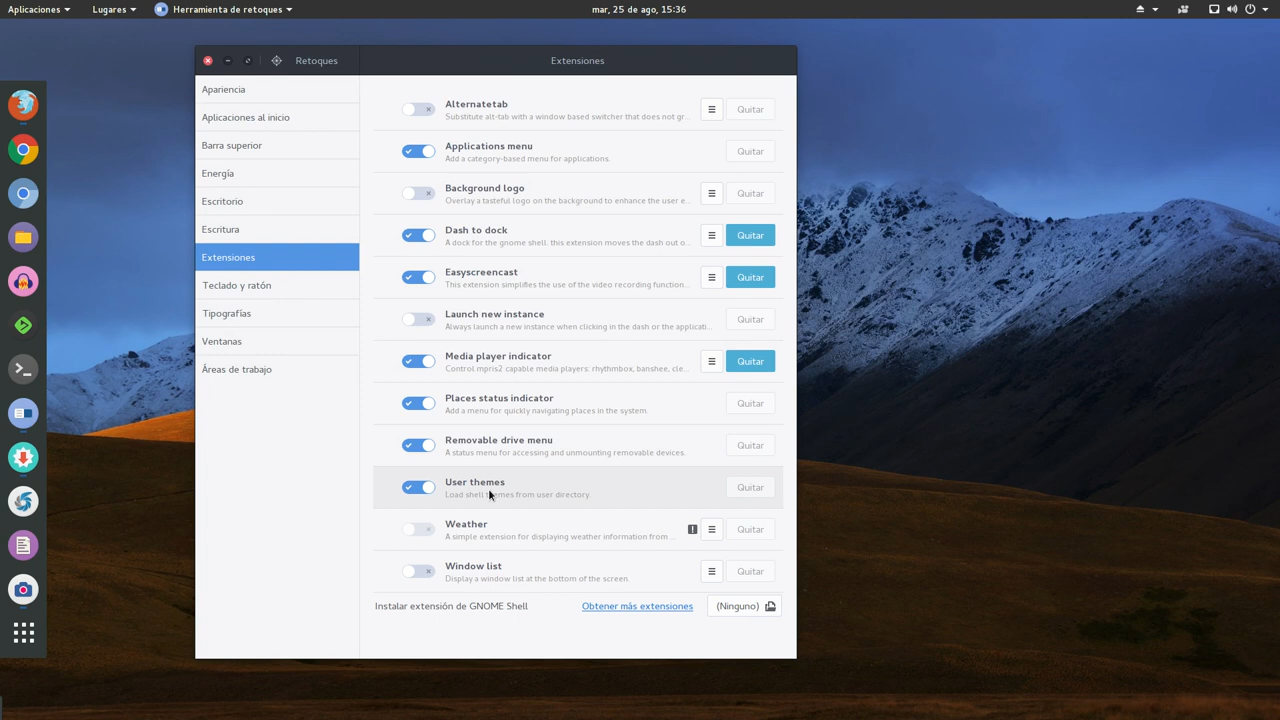 Aplicaciones Lugares Herramienta de retoques mar, 25 de ago, 15:36
Retoques Extensiones
Apariencia
Aplicaciones al inicio
Barra superior
Energía
Escritorio
Escritura
Extensiones
Teclado y ratón
Tipografías
Ventanas
Áreas de trabajo
Alternatetab
Substitute alt-tab with a window based switcher that does not gr...
Quitar
Applications menu
Add a category-based menu for applications.
Quitar
Background logo
Overlay a tasteful logo on the background to enhance the user e...
Quitar
Dash to dock
A dock for the gnome shell. this extension moves the dash out o...
Quitar
Easyscreencast
This extension simplifies the use of the video recording function...
Quitar
Launch new instance
Always launch a new instance when clicking in the dash or the applicati...
Quitar
Media player indicator
Control mpris2 capable media players: rhythmbox, banshee, cle...
Quitar
Places status indicator
Add a menu for quickly navigating places in the system.
Quitar
Removable drive menu
A status menu for accessing and unmounting removable devices.
Quitar
User themes
Load shell themes from user directory.
Quitar
Weather
A simple extension for displaying weather information from ...
Quitar
Window list
Display a window list at the bottom of the screen.
Quitar
Instalar extensión de GNOME Shell Obtener más extensiones (Ninguno)